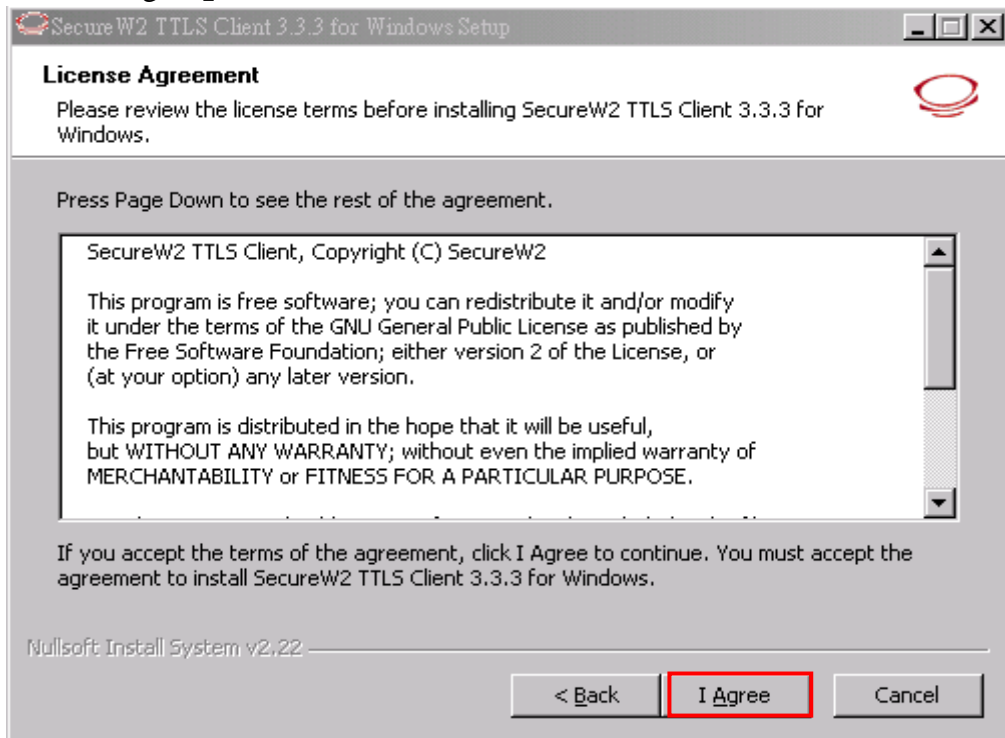 SecureW2 TTLS Client 3.3.3 for Windows Setup
License Agreement
Please review the license terms before installing SecureW2 TTLS Client 3.3.3 for
Windows.
Press Page Down to see the rest of the agreement.
SecureW2 TTLS Client, Copyright (C) SecureW2
This program is free software; you can redistribute it and/or modify
it under the terms of the GNU General Public License as published by
the Free Software Foundation; either version 2 of the License, or
(at your option) any later version.
This program is distributed in the hope that it will be useful,
but WITHOUT ANY WARRANTY; without even the implied warranty of
MERCHANTABILITY or FITNESS FOR A PARTICULAR PURPOSE.
If you accept the terms of the agreement, click I Agree to continue. You must accept the
agreement to install SecureW2 TTLS Client 3.3.3 for Windows.
Nullsoft Install System v2.22
< Back
I Agree
Cancel